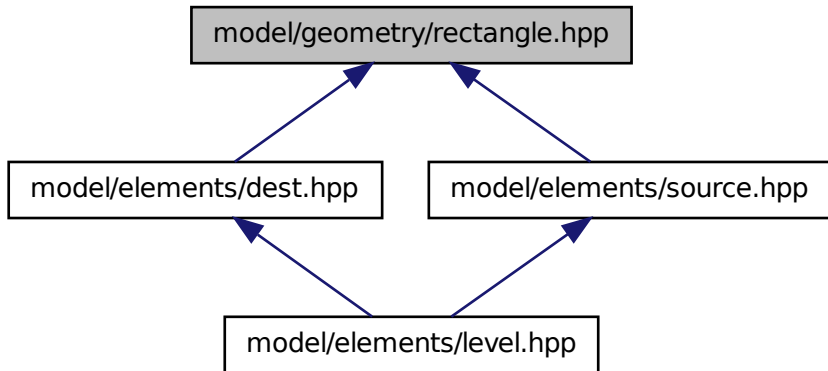 model/geometry/rectangle.hpp
model/elements/dest.hpp
model/elements/source.hpp
model/elements/level.hpp